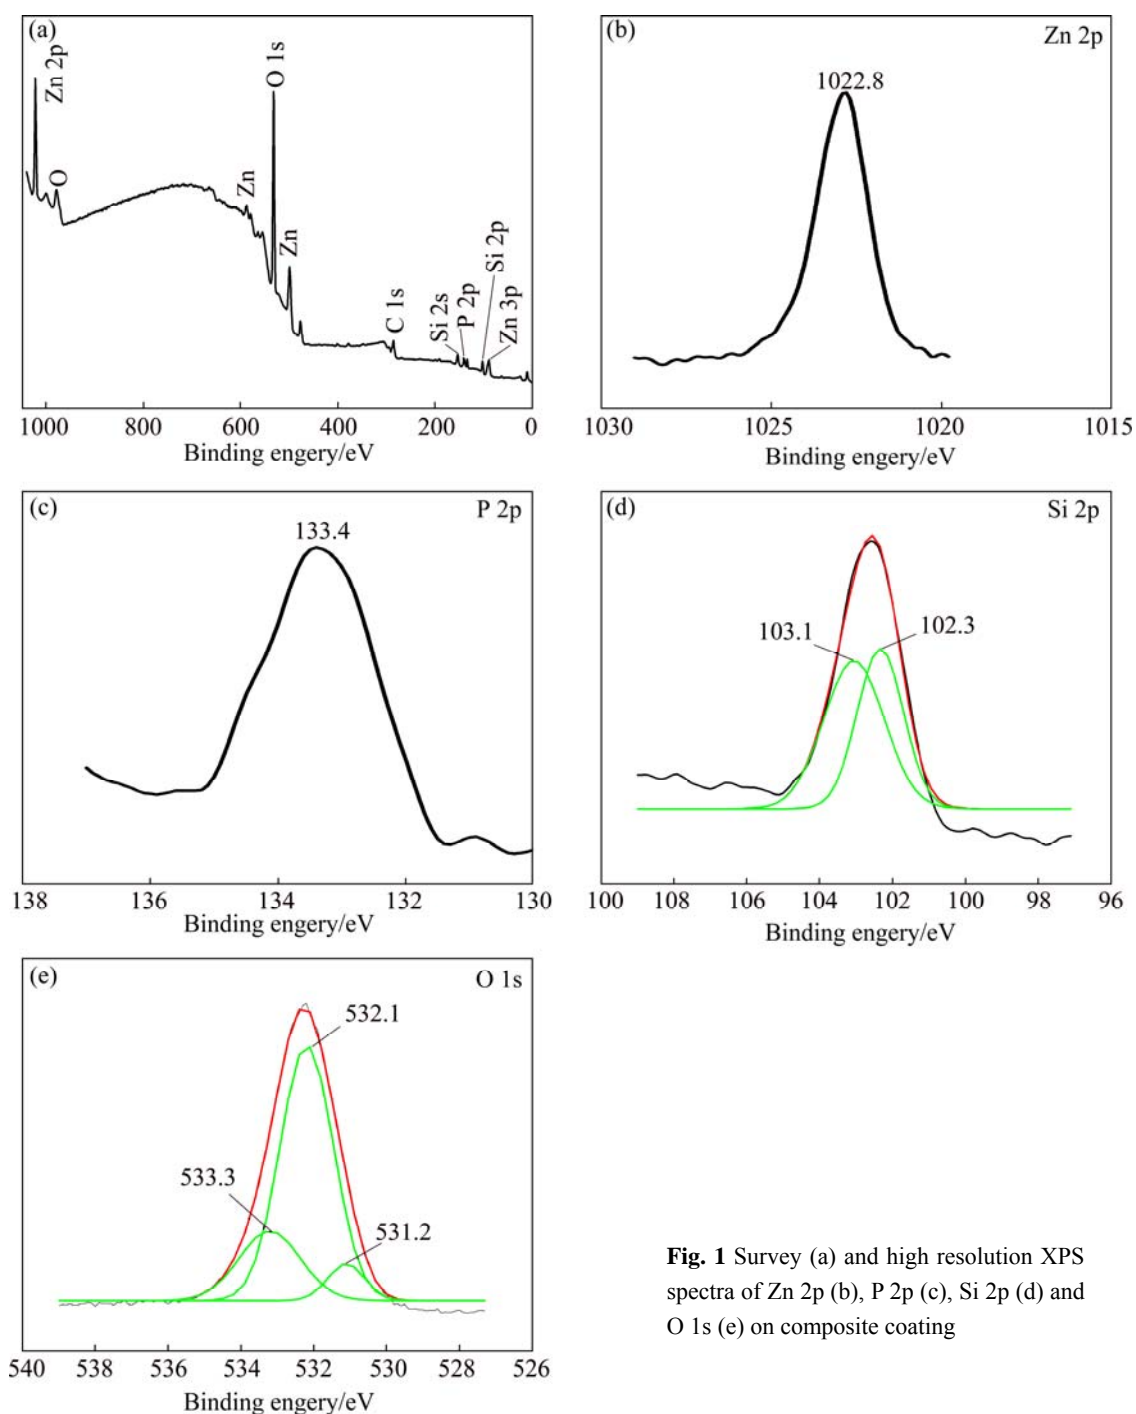 (a)
Zn 2p
O
Zn
O 1s
Zn
C 1s
Si 2s
P 2p
Si 2p
Zn 3p
1000 800 600 400 200 0
Binding engery/eV
(b) Zn 2p
1022.8
1030 1025 1020 1015
Binding engery/eV
(c) P 2p
133.4
138 136 134 132 130
Binding engery/eV
(d) Si 2p
103.1 102.3
100 108 106 104 102 100 98 96
Binding engery/eV
(e) O 1s
532.1
533.3
531.2
540 538 536 533 532 530 528 526
Binding engery/eV
Fig. 1 Survey (a) and high resolution XPS
spectra of Zn 2p (b), P 2p (c), Si 2p (d) and
O 1s (e) on composite coating